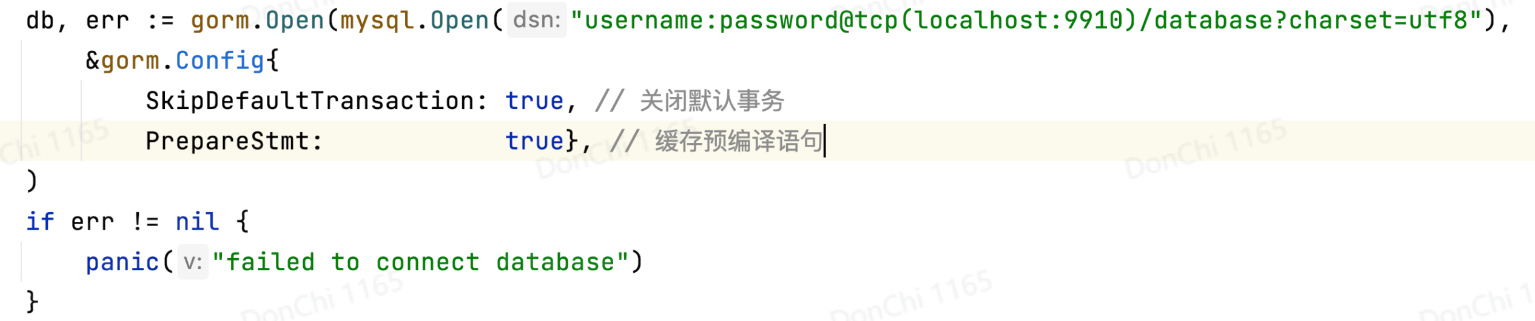 db, err := gorm.Open(mysql.Open( dsn: "username:password@tcp(localhost:9910)/database?charset=utf8"),
    &gorm.Config{
        SkipDefaultTransaction: true, // 关闭默认事务
        PrepareStmt:            true}, // 缓存预编译语句
)
if err != nil {
    panic( v: "failed to connect database")
}
DonChi 1165
DonChi 1165
DonChi 1165
DonChi 1165
DonChi 1165